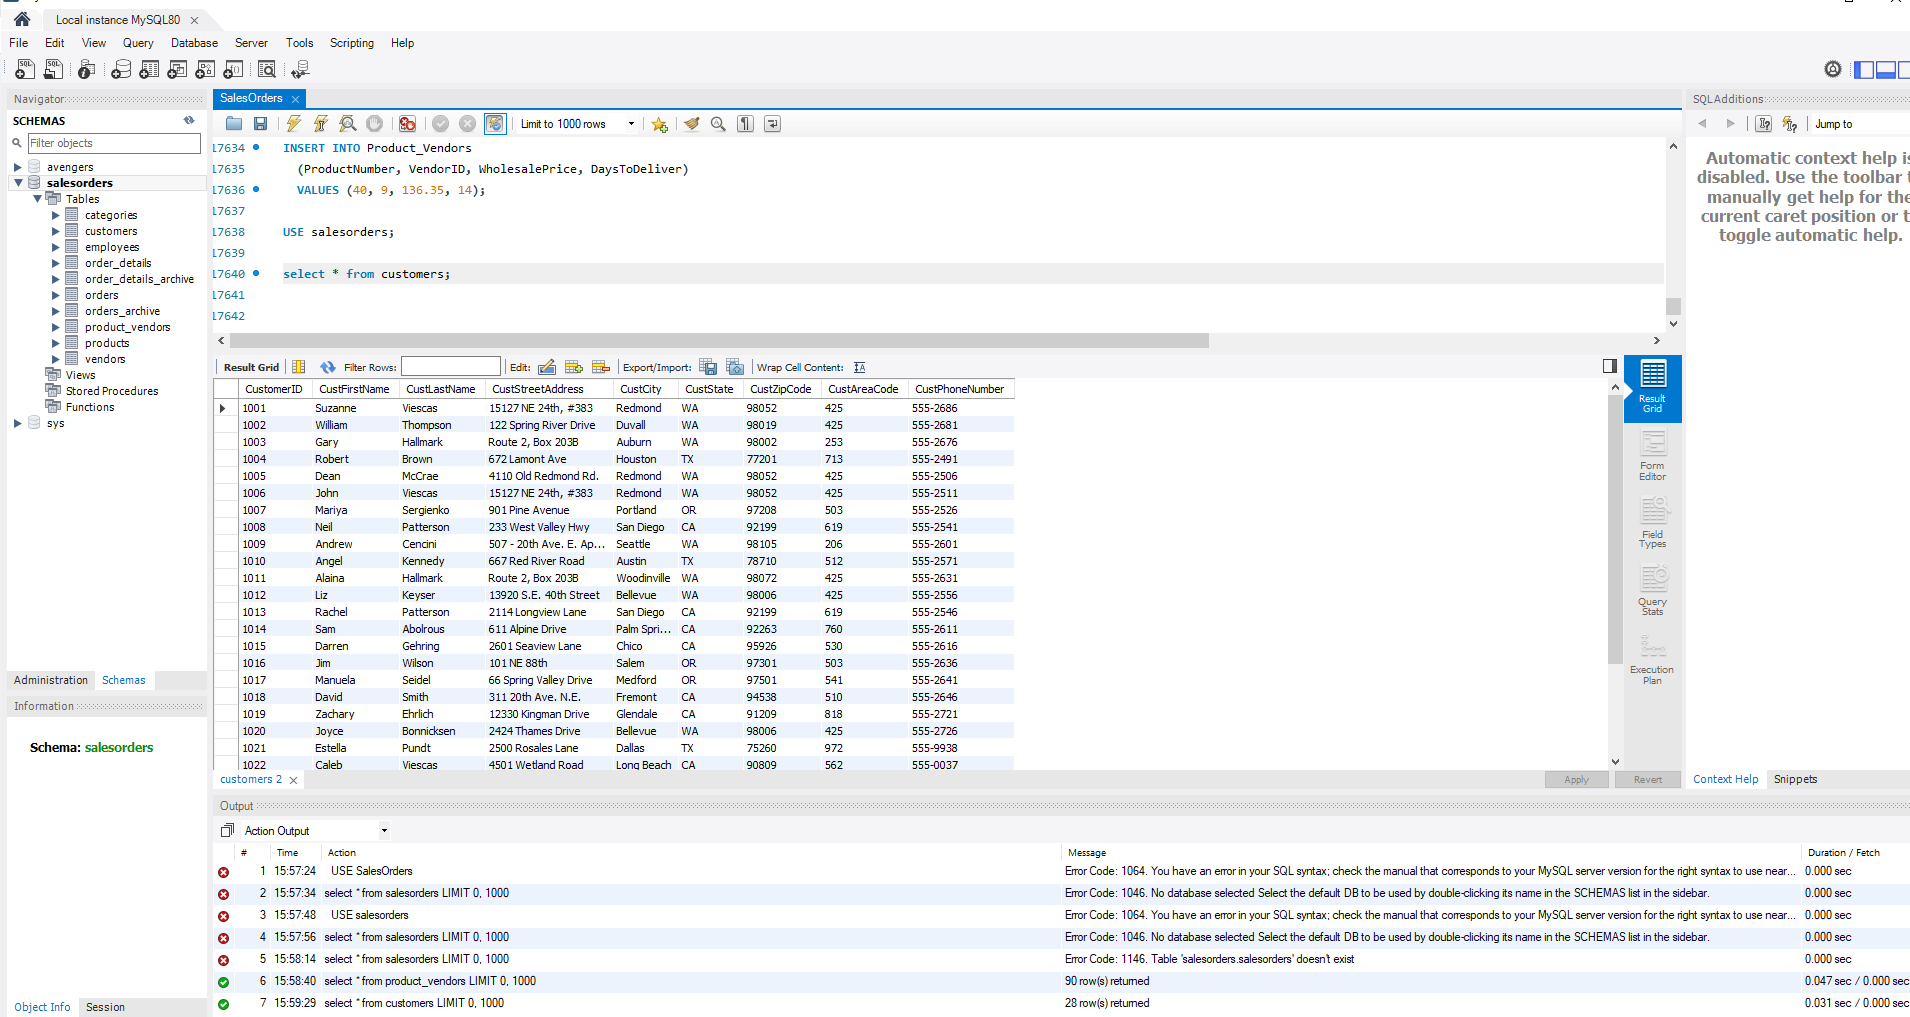 Local instance MySQL80
File Edit View Query Database Server Tools Scripting Help
Navigator
SCHEMAS
Filter objects
avengers
salesorders
Tables
categories
customers
employees
order_details
order_details_archive
orders
orders_archive
product_vendors
products
vendors
Views
Stored Procedures
Functions
sys
Administration Schemas
Information
Schema: salesorders
Object Info Session
SalesOrders
Limit to 1000 rows
17634 INSERT INTO Product_Vendors
17635 (ProductNumber, VendorID, WholesalePrice, DaysToDeliver)
17636 VALUES (40, 9, 136.35, 14);
17637
17638 USE salesorders;
17639
17640 select * from customers;
17641
17642
Result Grid Filter Rows: Edit: Export/Import: Wrap Cell Content:
CustomerID CustFirstName CustLastName CustStreetAddress CustCity CustState CustZipCode CustAreaCode CustPhoneNumber
1001 Suzanne Viescas 15127 NE 24th, #383 Redmond WA 98052 425 555-2686
1002 William Thompson 122 Spring River Drive Duvall WA 98019 425 555-2681
1003 Gary Hallmark Route 2, Box 203B Auburn WA 98002 253 555-2676
1004 Robert Brown 672 Lamont Ave Houston TX 77201 713 555-2491
1005 Dean McCrae 4110 Old Redmond Rd. Redmond WA 98052 425 555-2506
1006 John Viescas 15127 NE 24th, #383 Redmond WA 98052 425 555-2511
1007 Mariya Sergienko 901 Pine Avenue Portland OR 97208 503 555-2526
1008 Neil Patterson 233 West Valley Hwy San Diego CA 92199 619 555-2541
1009 Andrew Cencini 507 - 20th Ave. E. Ap... Seattle WA 98105 206 555-2601
1010 Angel Kennedy 667 Red River Road Austin TX 78710 512 555-2571
1011 Alaina Hallmark Route 2, Box 203B Woodinville WA 98072 425 555-2631
1012 Liz Keyser 13920 S.E. 40th Street Bellevue WA 98006 425 555-2556
1013 Rachel Patterson 2114 Longview Lane San Diego CA 92199 619 555-2546
1014 Sam Abolrous 611 Alpine Drive Palm Spri... CA 92263 760 555-2611
1015 Darren Gehring 2601 Seaview Lane Chico CA 95926 530 555-2616
1016 Jim Wilson 101 NE 88th Salem OR 97301 503 555-2636
1017 Manuela Seidel 66 Spring Valley Drive Medford OR 97501 541 555-2641
1018 David Smith 311 20th Ave. N.E. Fremont CA 94538 510 555-2646
1019 Zachary Ehrlich 12330 Kingman Drive Glendale CA 91209 818 555-2721
1020 Joyce Bonnicksen 2424 Thames Drive Bellevue WA 98006 425 555-2726
1021 Estella Pundt 2500 Rosales Lane Dallas TX 75260 972 555-9938
1022 Caleb Viescas 4501 Wetland Road Long Beach CA 90809 562 555-0037
Result
Grid
Form
Editor
Field
Types
Query
Stats
Execution
Plan
customers 2 Apply Revert
SQLAdditions
Jump to
Automatic context help is
disabled. Use the toolbar t
manually get help for the
current caret position or t
toggle automatic help.
Context Help Snippets
Output
Action Output
# Time Action Message Duration / Fetch
1 15:57:24 USE SalesOrders Error Code: 1064. You have an error in your SQL syntax; check the manual that corresponds to your MySQL server version for the right syntax to use near... 0.000 sec
2 15:57:34 select * from salesorders LIMIT 0, 1000 Error Code: 1046. No database selected Select the default DB to be used by double-clicking its name in the SCHEMAS list in the sidebar. 0.000 sec
3 15:57:48 USE salesorders Error Code: 1064. You have an error in your SQL syntax; check the manual that corresponds to your MySQL server version for the right syntax to use near... 0.000 sec
4 15:57:56 select * from salesorders LIMIT 0, 1000 Error Code: 1046. No database selected Select the default DB to be used by double-clicking its name in the SCHEMAS list in the sidebar. 0.000 sec
5 15:58:14 select * from salesorders LIMIT 0, 1000 Error Code: 1146. Table 'salesorders.salesorders' doesn't exist 0.000 sec
6 15:58:40 select * from product_vendors LIMIT 0, 1000 90 row(s) returned 0.047 sec / 0.000 sec
7 15:59:29 select * from customers LIMIT 0, 1000 28 row(s) returned 0.031 sec / 0.000 sec